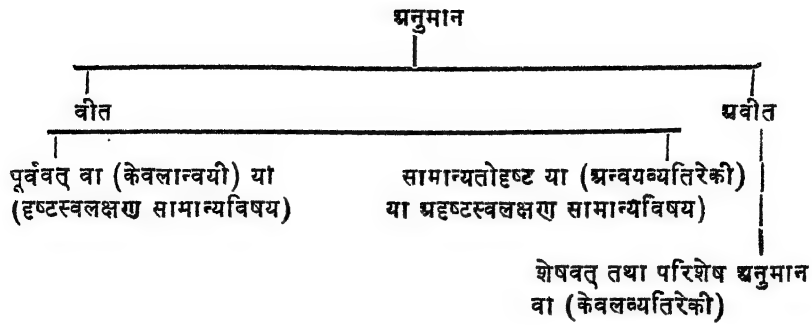 अनुमान
वीत
अवीत
पूर्ववत् वा (केवलान्वयी) या
(दृष्टस्वलक्षण सामान्यविषय)
सामान्यतोदृष्ट या (अन्वयव्यतिरेकी)
या अदृष्टस्वलक्षण सामान्यविषय)
शेषवत् तथा परिशेष अनुमान
वा (केवलव्यतिरेकी)